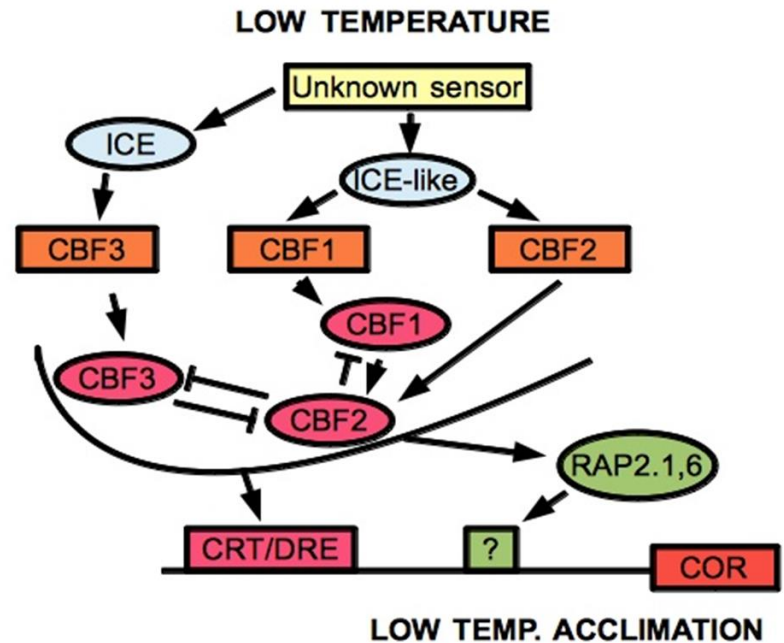 LOW TEMPERATURE
Unknown sensor
ICE
ICE-like
CBF3
CBF1
CBF2
CBF1
CBF3
CBF2
RAP2.1,6
CRT/DRE
?
COR
LOW TEMP. ACCLIMATION